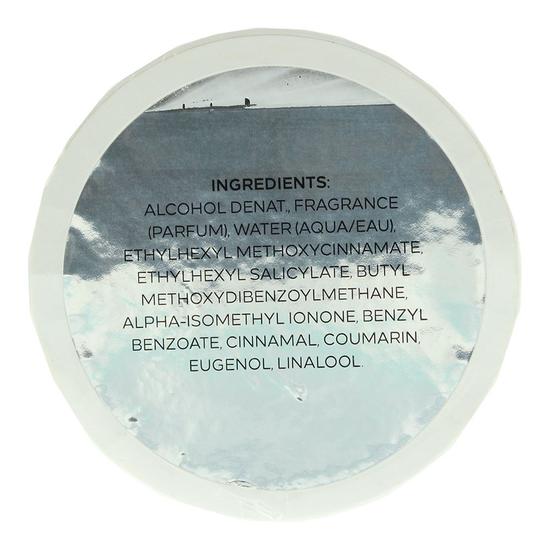 INGREDIENTS:
ALCOHOL DENAT., FRAGRANCE
(PARFUM), WATER (AQUA/EAU),
ETHYLHEXYL METHOXYCINNAMATE,
ETHYLHEXYL SALICYLATE, BUTYL
METHOXYDIBENZOYLMETHANE,
ALPHA-ISOMETHYL IONONE, BENZYL
BENZOATE, CINNAMAL, COUMARIN,
EUGENOL, LINALOOL.